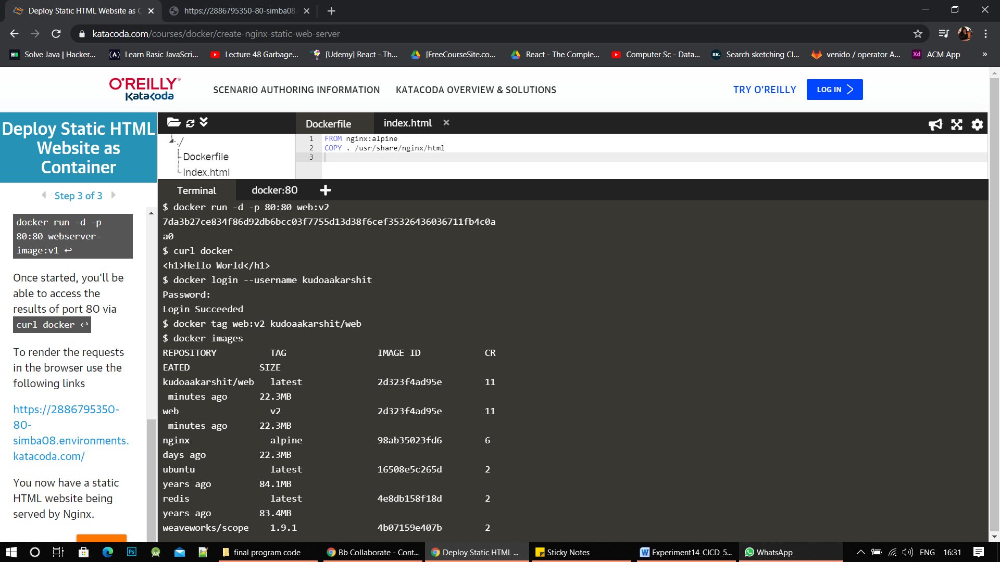 Deploy Static HTML Website as C
https://2886795350-80-simba08.
katacoda.com/courses/docker/create-nginx-static-web-server
Solve Java | Hacker...
Learn Basic JavaScri...
Lecture 48 Garbage...
[Udemy] React - Th...
[FreeCourseSite.co...
React - The Comple...
Computer Sc - Data...
SK.
Search sketching Cl...
venido / operator A...
Xd
ACM App
»
O'REILLY®
Katacoda
SCENARIO AUTHORING INFORMATION
KATACODA OVERVIEW & SOLUTIONS
TRY O'REILLY
LOG IN
Deploy Static HTML
Website as
Container
Step 3 of 3
docker run -d -p
80:80 webserver-
image:v1 ↩
Once started, you'll be
able to access the
results of port 80 via
curl docker ↩
To render the requests
in the browser use the
following links
https://2886795350-
80-
simba08.environments.
katacoda.com/
You now have a static
HTML website being
served by Nginx.
./
Dockerfile
index.html
Dockerfile
index.html
1 FROM nginx:alpine
2 COPY . /usr/share/nginx/html
3
Terminal
docker:80
$ docker run -d -p 80:80 web:v2
7da3b27ce834f86d92db6bcc03f7755d13d38f6cef35326436036711fb4c0a
a0
$ curl docker
<h1>Hello World</h1>
$ docker login --username kudoaakarshit
Password:
Login Succeeded
$ docker tag web:v2 kudoaakarshit/web
$ docker images
REPOSITORY TAG IMAGE ID CR
EATED SIZE
kudoaakarshit/web latest 2d323f4ad95e 11
minutes ago 22.3MB
web v2 2d323f4ad95e 11
minutes ago 22.3MB
nginx alpine 98ab35023fd6 6
days ago 22.3MB
ubuntu latest 16508e5c265d 2
years ago 84.1MB
redis latest 4e8db158f18d 2
years ago 83.4MB
weaveworks/scope 1.9.1 4b07159e407b 2
Ps
final program code
Bb Collaborate - Cont...
Deploy Static HTML ...
Sticky Notes
Experiment14_CICD_5...
WhatsApp
ENG
16:31